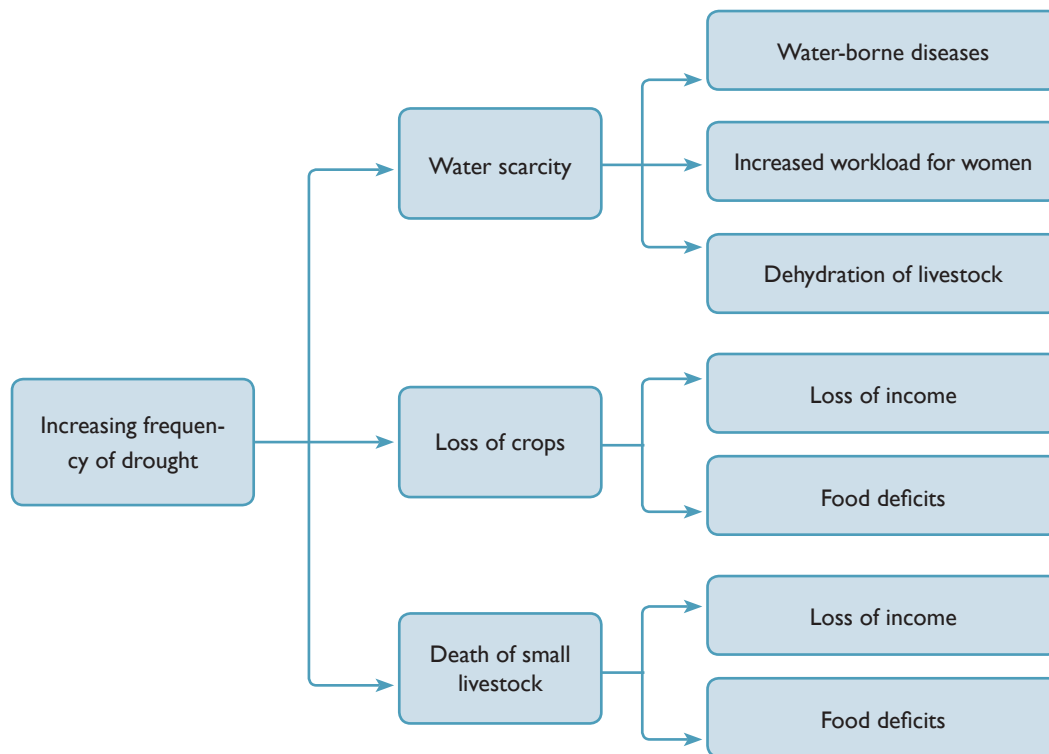 Water-borne diseases
Water scarcity
Increased workload for women
Dehydration of livestock
Increasing frequen-
cy of drought
Loss of crops
Loss of income
Food deficits
Death of small
livestock
Loss of income
Food deficits